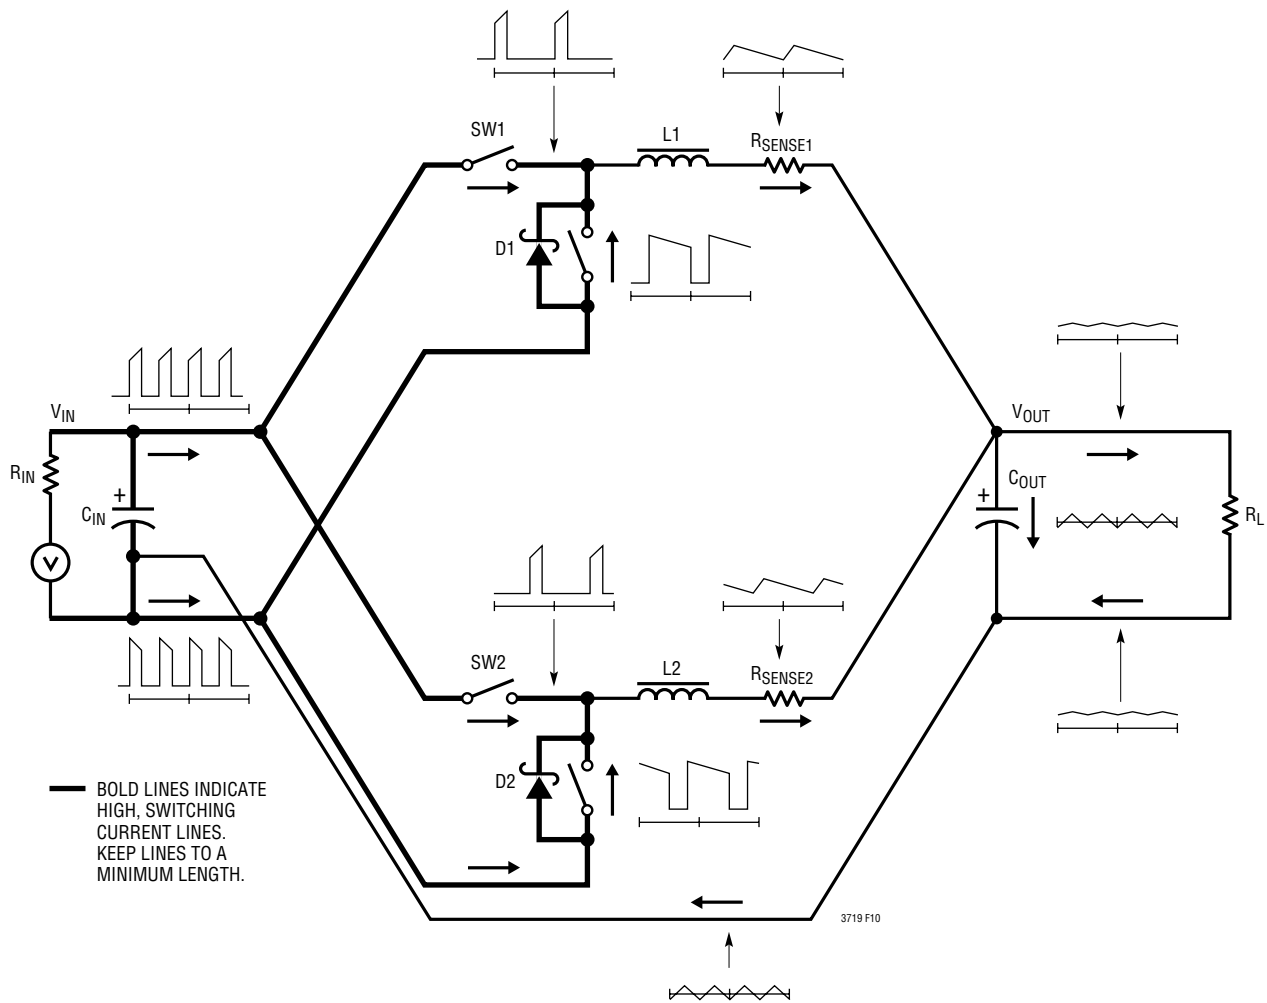 SW1
L1
RSENSE1
D1
VIN
VOUT
RIN
+
CIN
+
COUT
RL
SW2
L2
RSENSE2
D2
BOLD LINES INDICATE
HIGH, SWITCHING
CURRENT LINES.
KEEP LINES TO A
MINIMUM LENGTH.
3719 F10